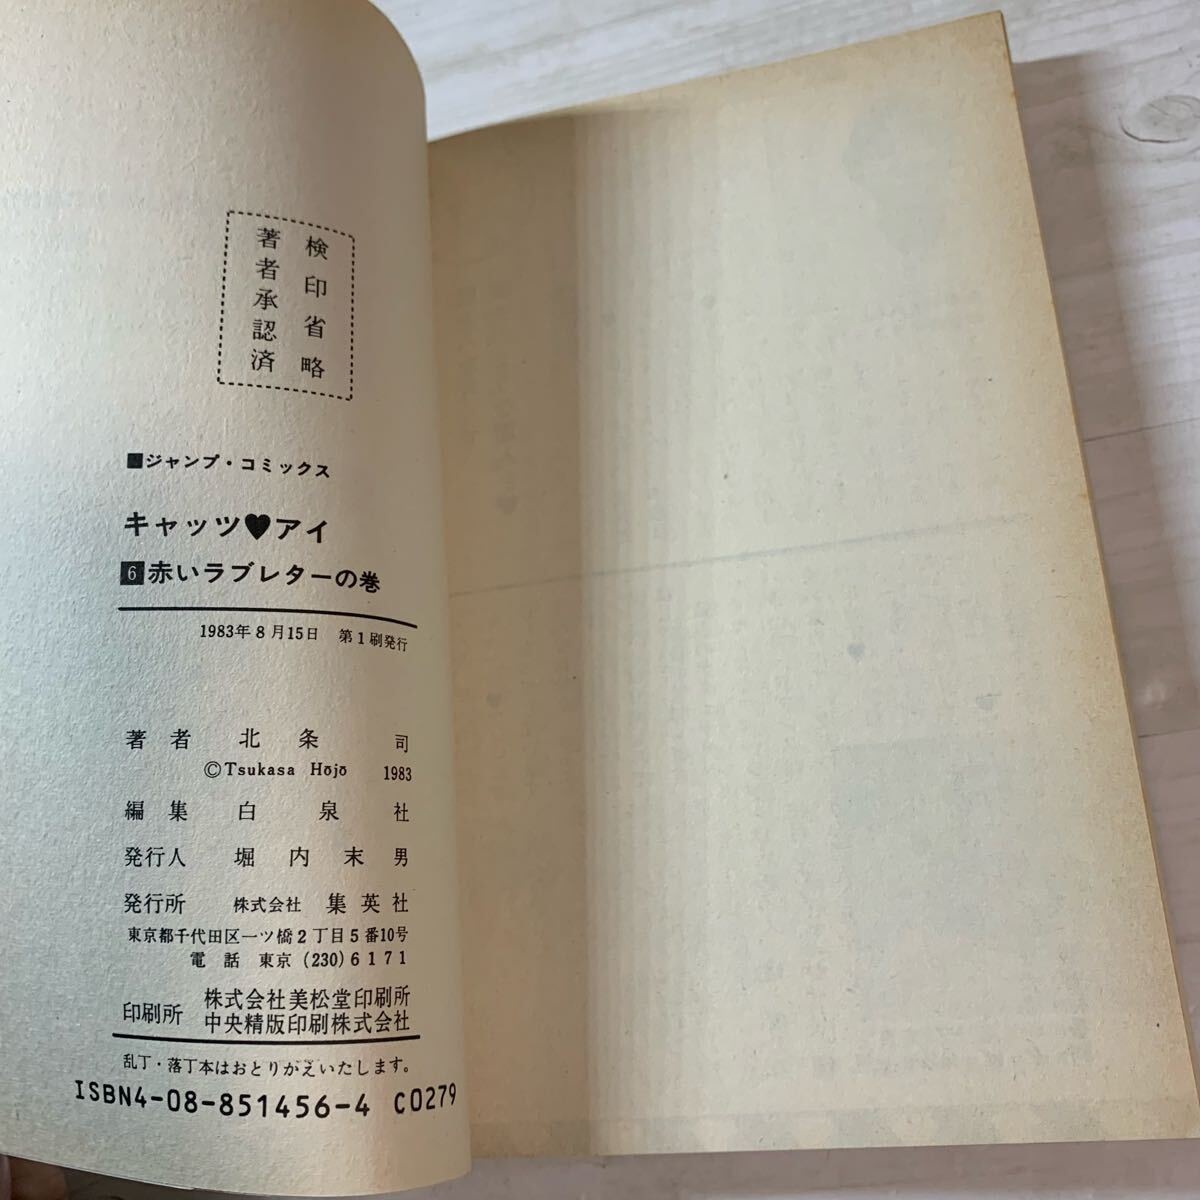 検印省略
著者承認済
■ジャンプ・コミックス
キャッツ♥アイ
6赤いラブレターの巻
1983年8月15日 第1刷発行
著者 北条司
©Tsukasa Hōjō 1983
編集 白泉社
発行人 堀内末男
発行所 株式会社 集英社
東京都千代田区一ツ橋2丁目5番10号
電話 東京 (230) 6171
印刷所 株式会社美松堂印刷所
中央精版印刷株式会社
乱丁・落丁本はおとりかえいたします。
ISBN4-08-851456-4 C0279